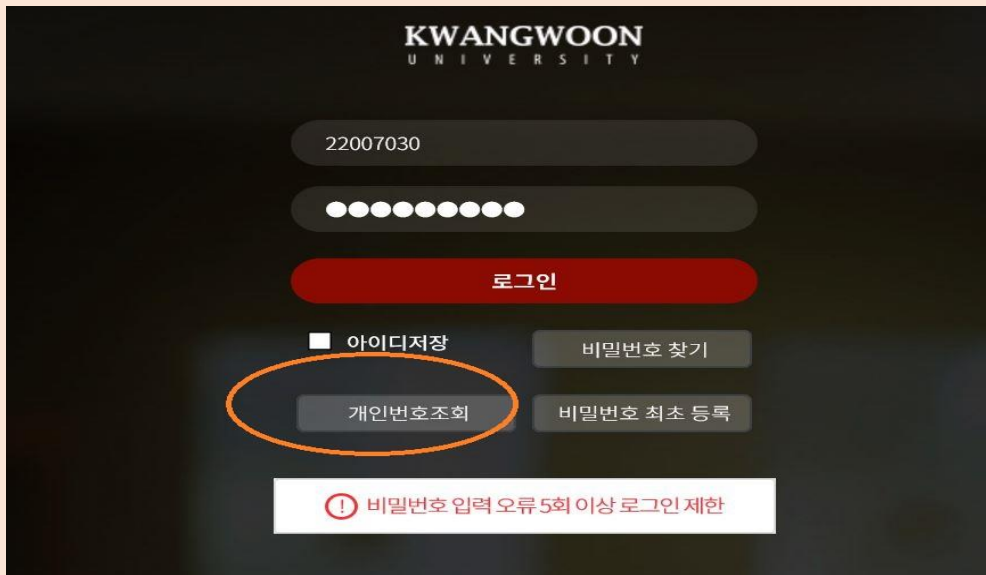 KWANGWOON
UNIVERSITY
22007030
로그인
아이디저장
비밀번호 찾기
개인번호조회
비밀번호 최초 등록
! 비밀번호 입력 오류 5회 이상 로그인 제한